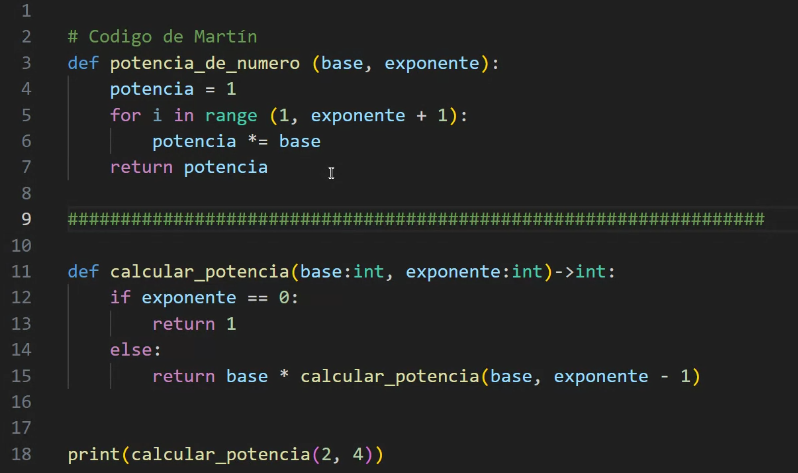 1
2 # Codigo de Martín
3 def potencia_de_numero (base, exponente):
4     potencia = 1
5     for i in range (1, exponente + 1):
6         potencia *= base
7     return potencia
8
9 ##################################################################
10
11 def calcular_potencia(base:int, exponente:int)->int:
12     if exponente == 0:
13         return 1
14     else:
15         return base * calcular_potencia(base, exponente - 1)
16
17
18 print(calcular_potencia(2, 4))